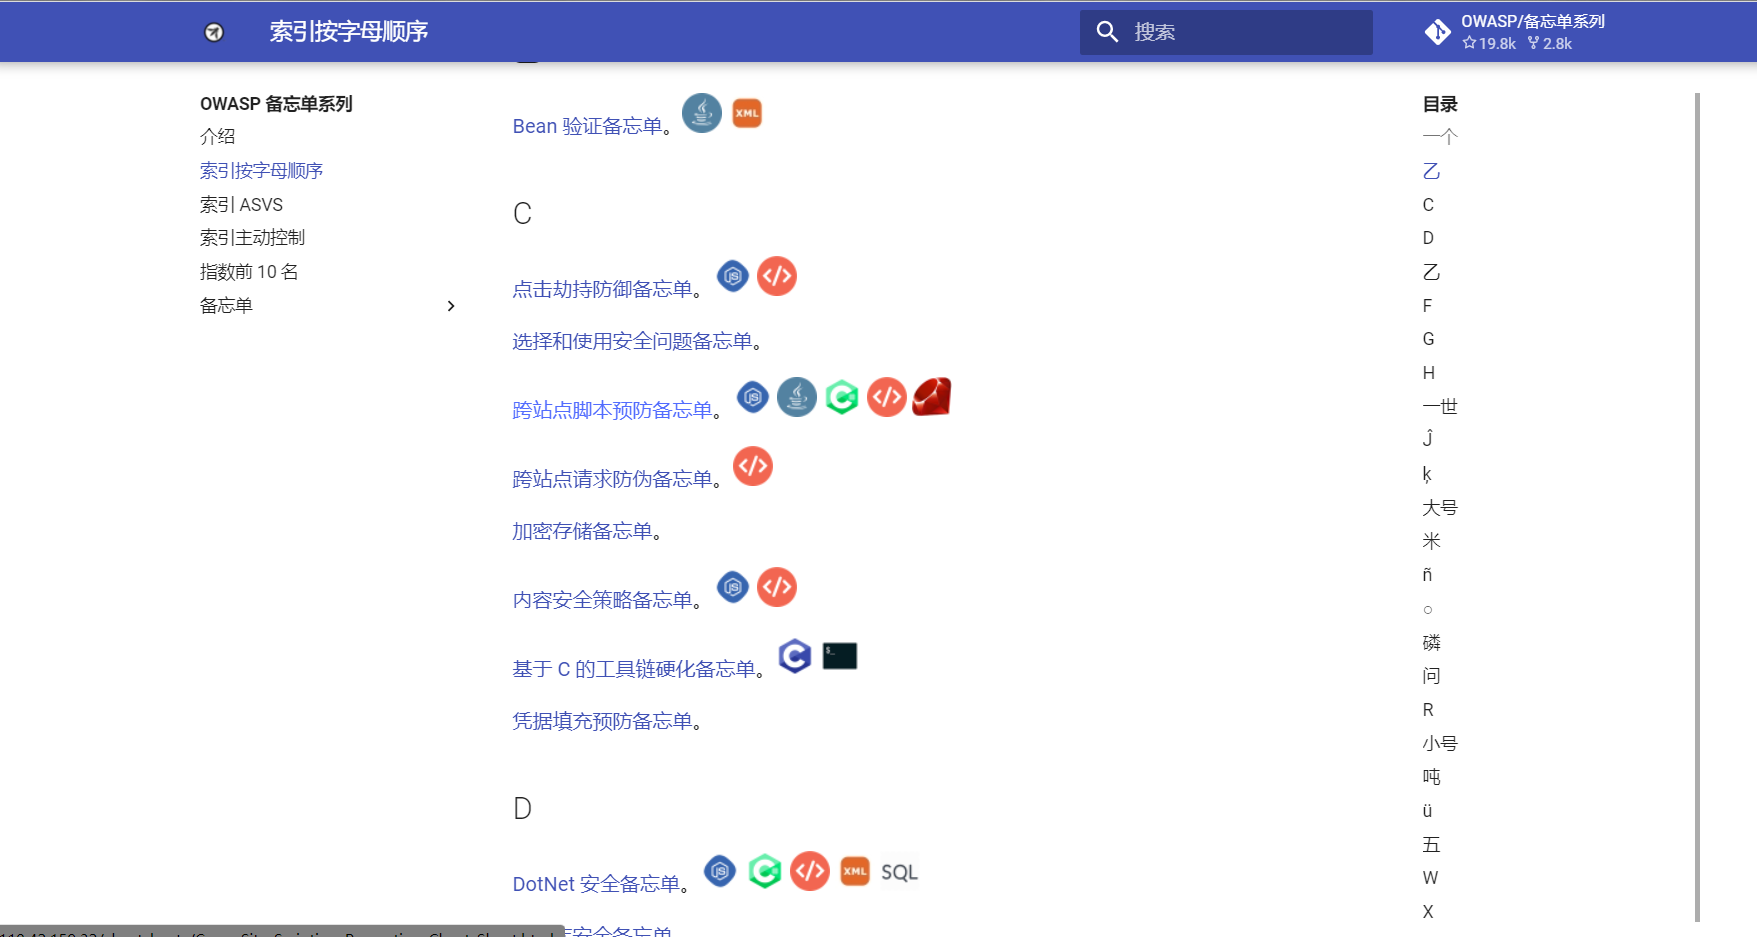 索引按字母顺序
搜索
OWASP/备忘单系列
19.8k 2.8k
OWASP 备忘单系列
介绍
索引按字母顺序
索引 ASVS
索引主动控制
指数前 10 名
备忘单
Bean 验证备忘单。
XML
C
点击劫持防御备忘单。
选择和使用安全问题备忘单。
跨站点脚本预防备忘单。
跨站点请求防伪备忘单。
加密存储备忘单。
内容安全策略备忘单。
基于 C 的工具链硬化备忘单。
凭据填充预防备忘单。
D
DotNet 安全备忘单。
XML SQL
目录
一个
乙
C
D
乙
F
G
H
一世
Ĵ
ķ
大号
米
ñ
○
磷
问
R
小号
吨
ü
五
W
X